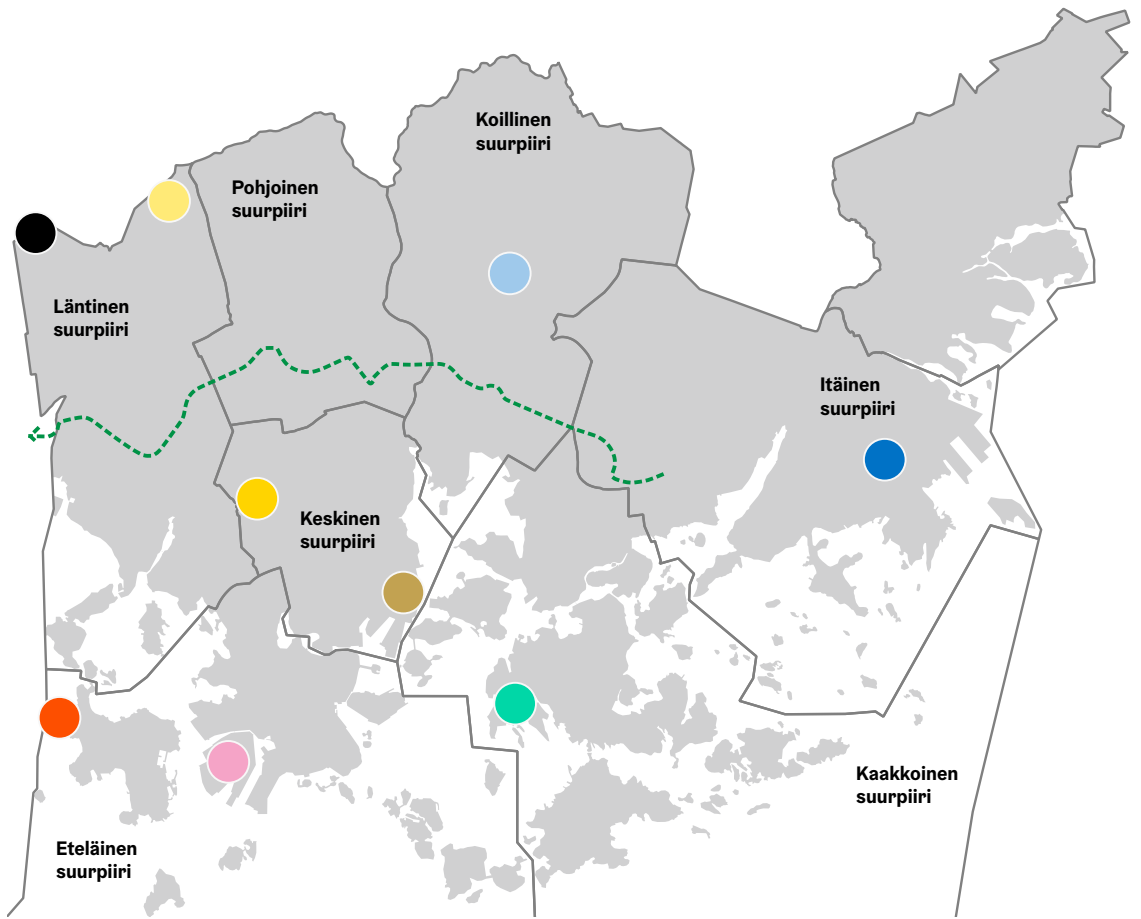 Koillinen
suurpiiri
Pohjoinen
suurpiiri
Läntinen
suurpiiri
Itäinen
suurpiiri
Keskinen
suurpiiri
Kaakkoinen
suurpiiri
Eteläinen
suurpiiri